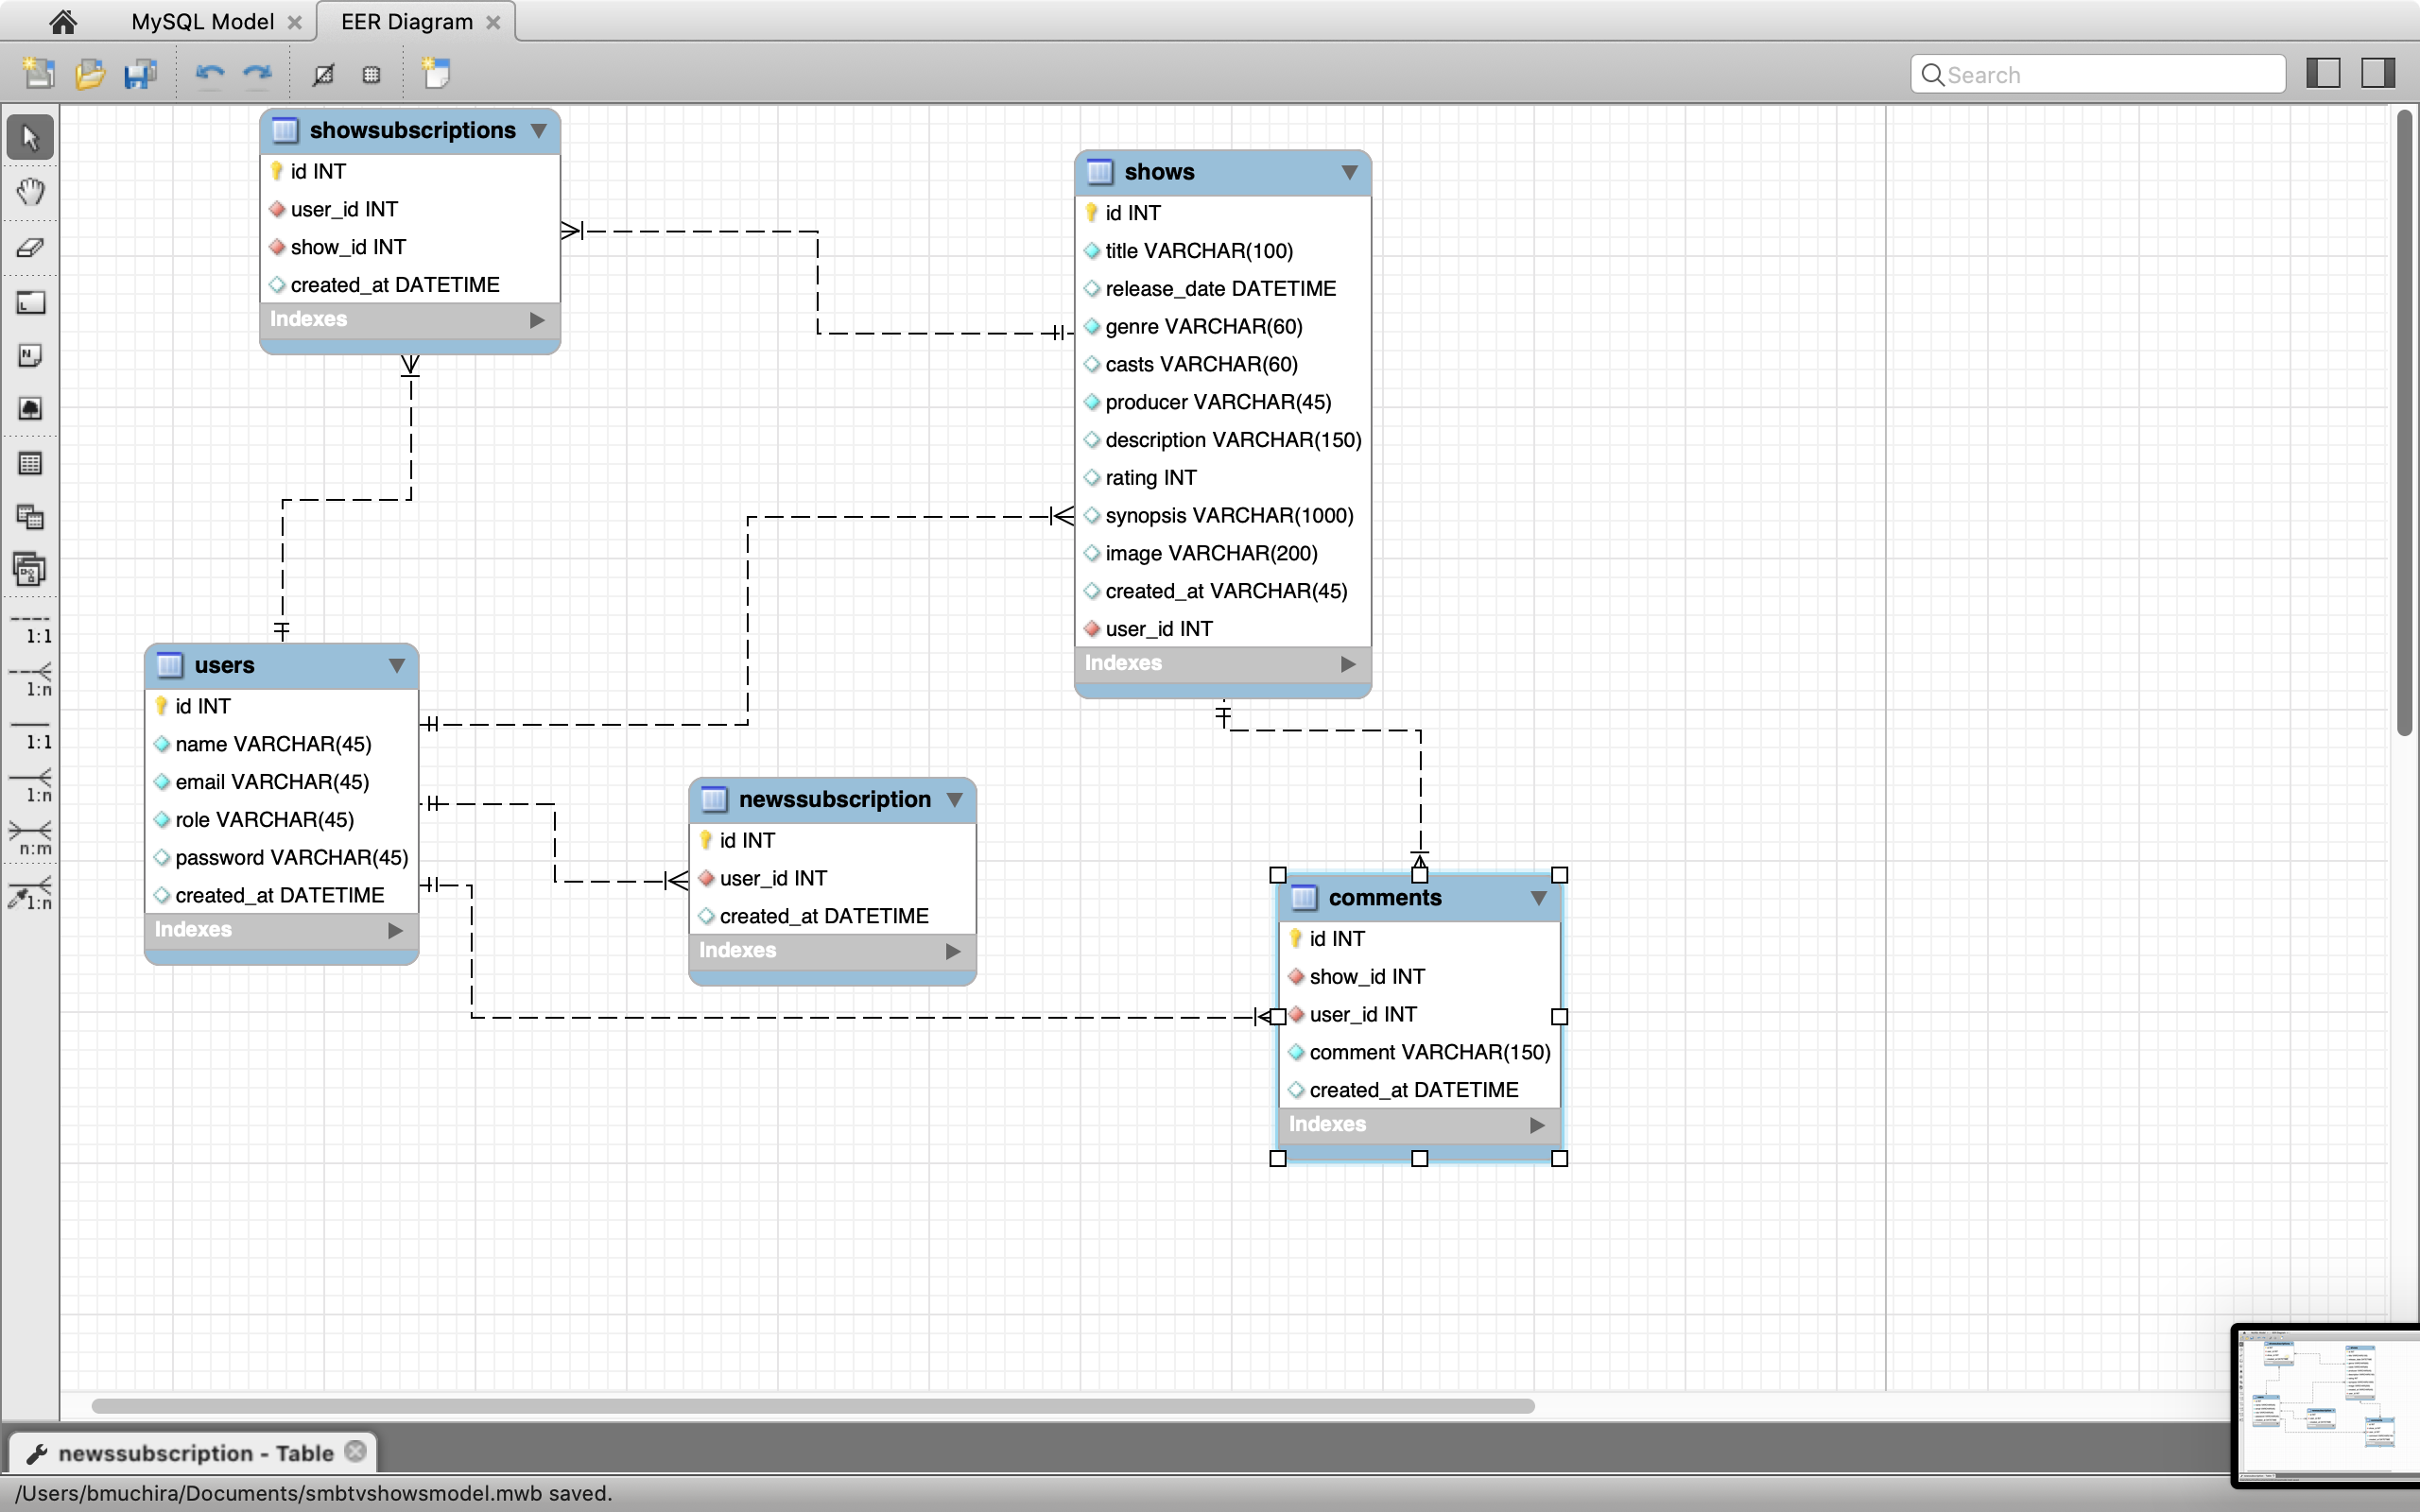 MySQL Model
EER Diagram
Search
showsubscriptions
id INT
user_id INT
show_id INT
created_at DATETIME
Indexes
shows
id INT
title VARCHAR(100)
release_date DATETIME
genre VARCHAR(60)
casts VARCHAR(60)
producer VARCHAR(45)
description VARCHAR(150)
rating INT
synopsis VARCHAR(1000)
image VARCHAR(200)
created_at VARCHAR(45)
user_id INT
Indexes
1:1
1:n
1:1
1:n
n:m
1:n
users
id INT
name VARCHAR(45)
email VARCHAR(45)
role VARCHAR(45)
password VARCHAR(45)
created_at DATETIME
Indexes
newssubscription
id INT
user_id INT
created_at DATETIME
Indexes
comments
id INT
show_id INT
user_id INT
comment VARCHAR(150)
created_at DATETIME
Indexes
newssubscription - Table
/Users/bmuchira/Documents/smbtvshowsmodel.mwb saved.